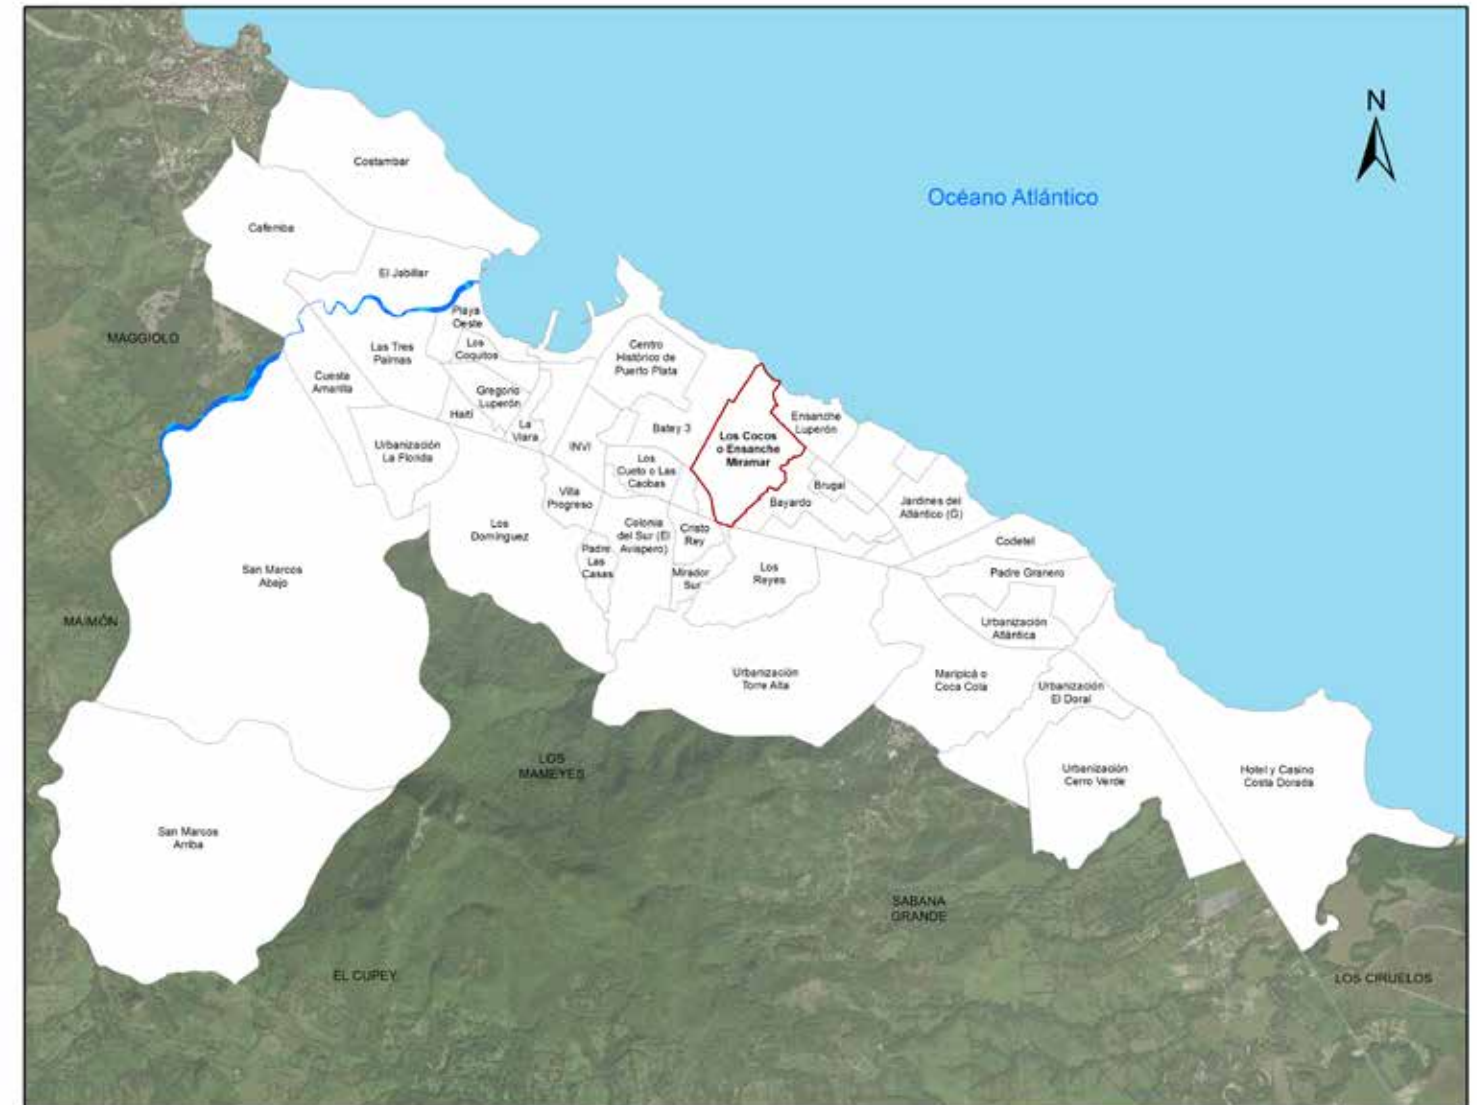 N
Costambar
Océano Atlántico
Cafemba
El Jabillar
MAGGIOLO
Playa
Oeste
Los
Coquitos
Las Tres
Palmas
Centro
Histórico de
Puerto Plata
Cuesta
Amarilla
Gregorio
Luperón
Haití
La
Viara
Batey 3
INVI
Los Cocos
o Ensanche
Miramar
Ensanche
Luperón
Urbanización
La Florida
Los
Cueto o Las
Caobas
Brugal
Villa
Progreso
Bayardo
Jardines del
Atlántico (G)
Los
Domínguez
Colonia
del Sur (El
Avispero)
Cristo
Rey
Codetel
Padre
Las
Casas
Mirador
Sur
Los
Reyes
Padre Granero
San Marcos
Abajo
MAIMÓN
Urbanización
Atlántica
Urbanización
Torre Alta
Maripicá o
Coca Cola
Urbanización
El Doral
LOS
MAMEYES
Urbanización
Cerro Verde
Hotel y Casino
Costa Dorada
San Marcos
Arriba
SABANA
GRANDE
EL CUPEY
LOS CIRUELOS